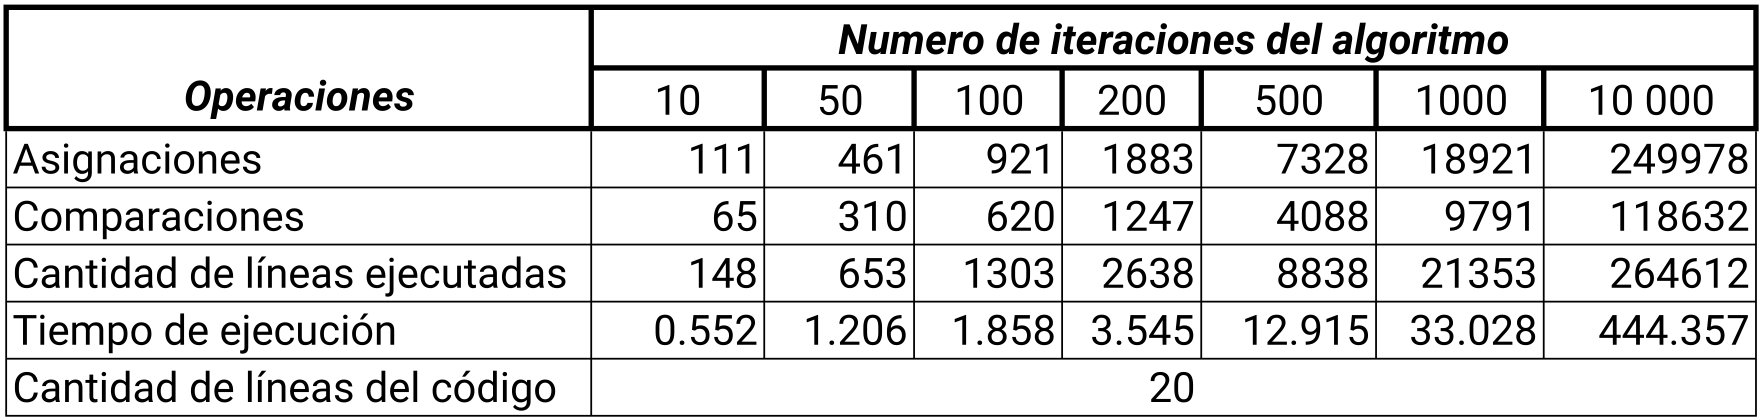 Numero de iteraciones del algoritmo
Operaciones 10 50 100 200 500 1000 10 000
Asignaciones 111 461 921 1883 7328 18921 249978
Comparaciones 65 310 620 1247 4088 9791 118632
Cantidad de líneas ejecutadas 148 653 1303 2638 8838 21353 264612
Tiempo de ejecución 0.552 1.206 1.858 3.545 12.915 33.028 444.357
Cantidad de líneas del código 20